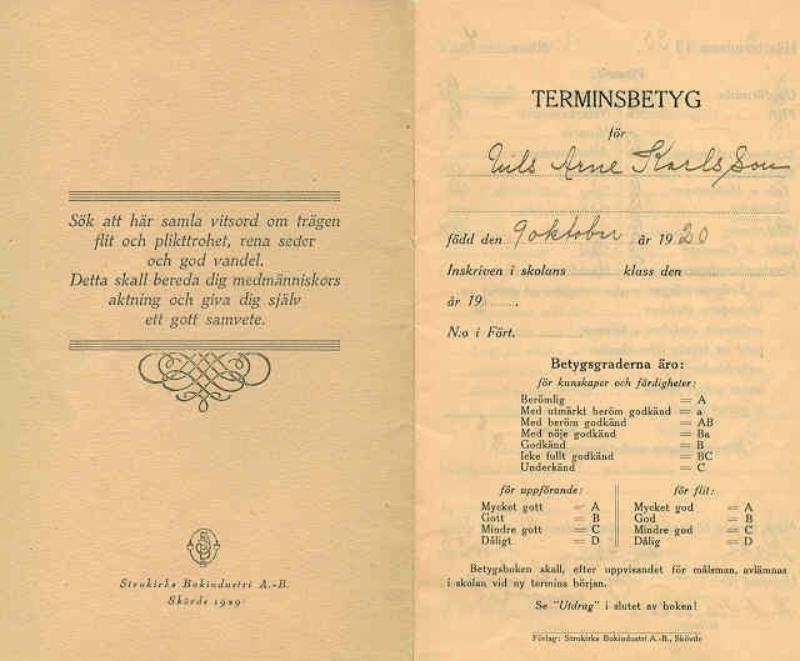 Sök att här samla vitsord om trägen
flit och plikttrohet, rena seder
och god vandel.
Detta skall bereda dig medmänniskors
aktning och giva dig själv
ett gott samvete.
Strokirks Bokindustri A.-B.
Skövde 1929
TERMINSBETYG
för
Nils Arne Karlsson
född den 9 oktober år 1920
Inskriven i skolans klass den
år 19
N:o i Fört.
Betygsgraderna äro:
för kunskaper och färdigheter:
Berömlig = A
Med utmärkt beröm godkänd = a
Med beröm godkänd = AB
Med nöje godkänd = Ba
Godkänd = B
Icke fullt godkänd = BC
Underkänd = C
för uppförande:
Mycket gott = A
Gott = B
Mindre gott = C
Dåligt = D
för flit:
Mycket god = A
God = B
Mindre god = C
Dålig = D
Betygsboken skall, efter uppvisandet för målsman, avlämnas
i skolan vid ny termins början.
Se "Utdrag" i slutet av boken!
Förlag: Strokirks Bokindustri A.-B., Skövde